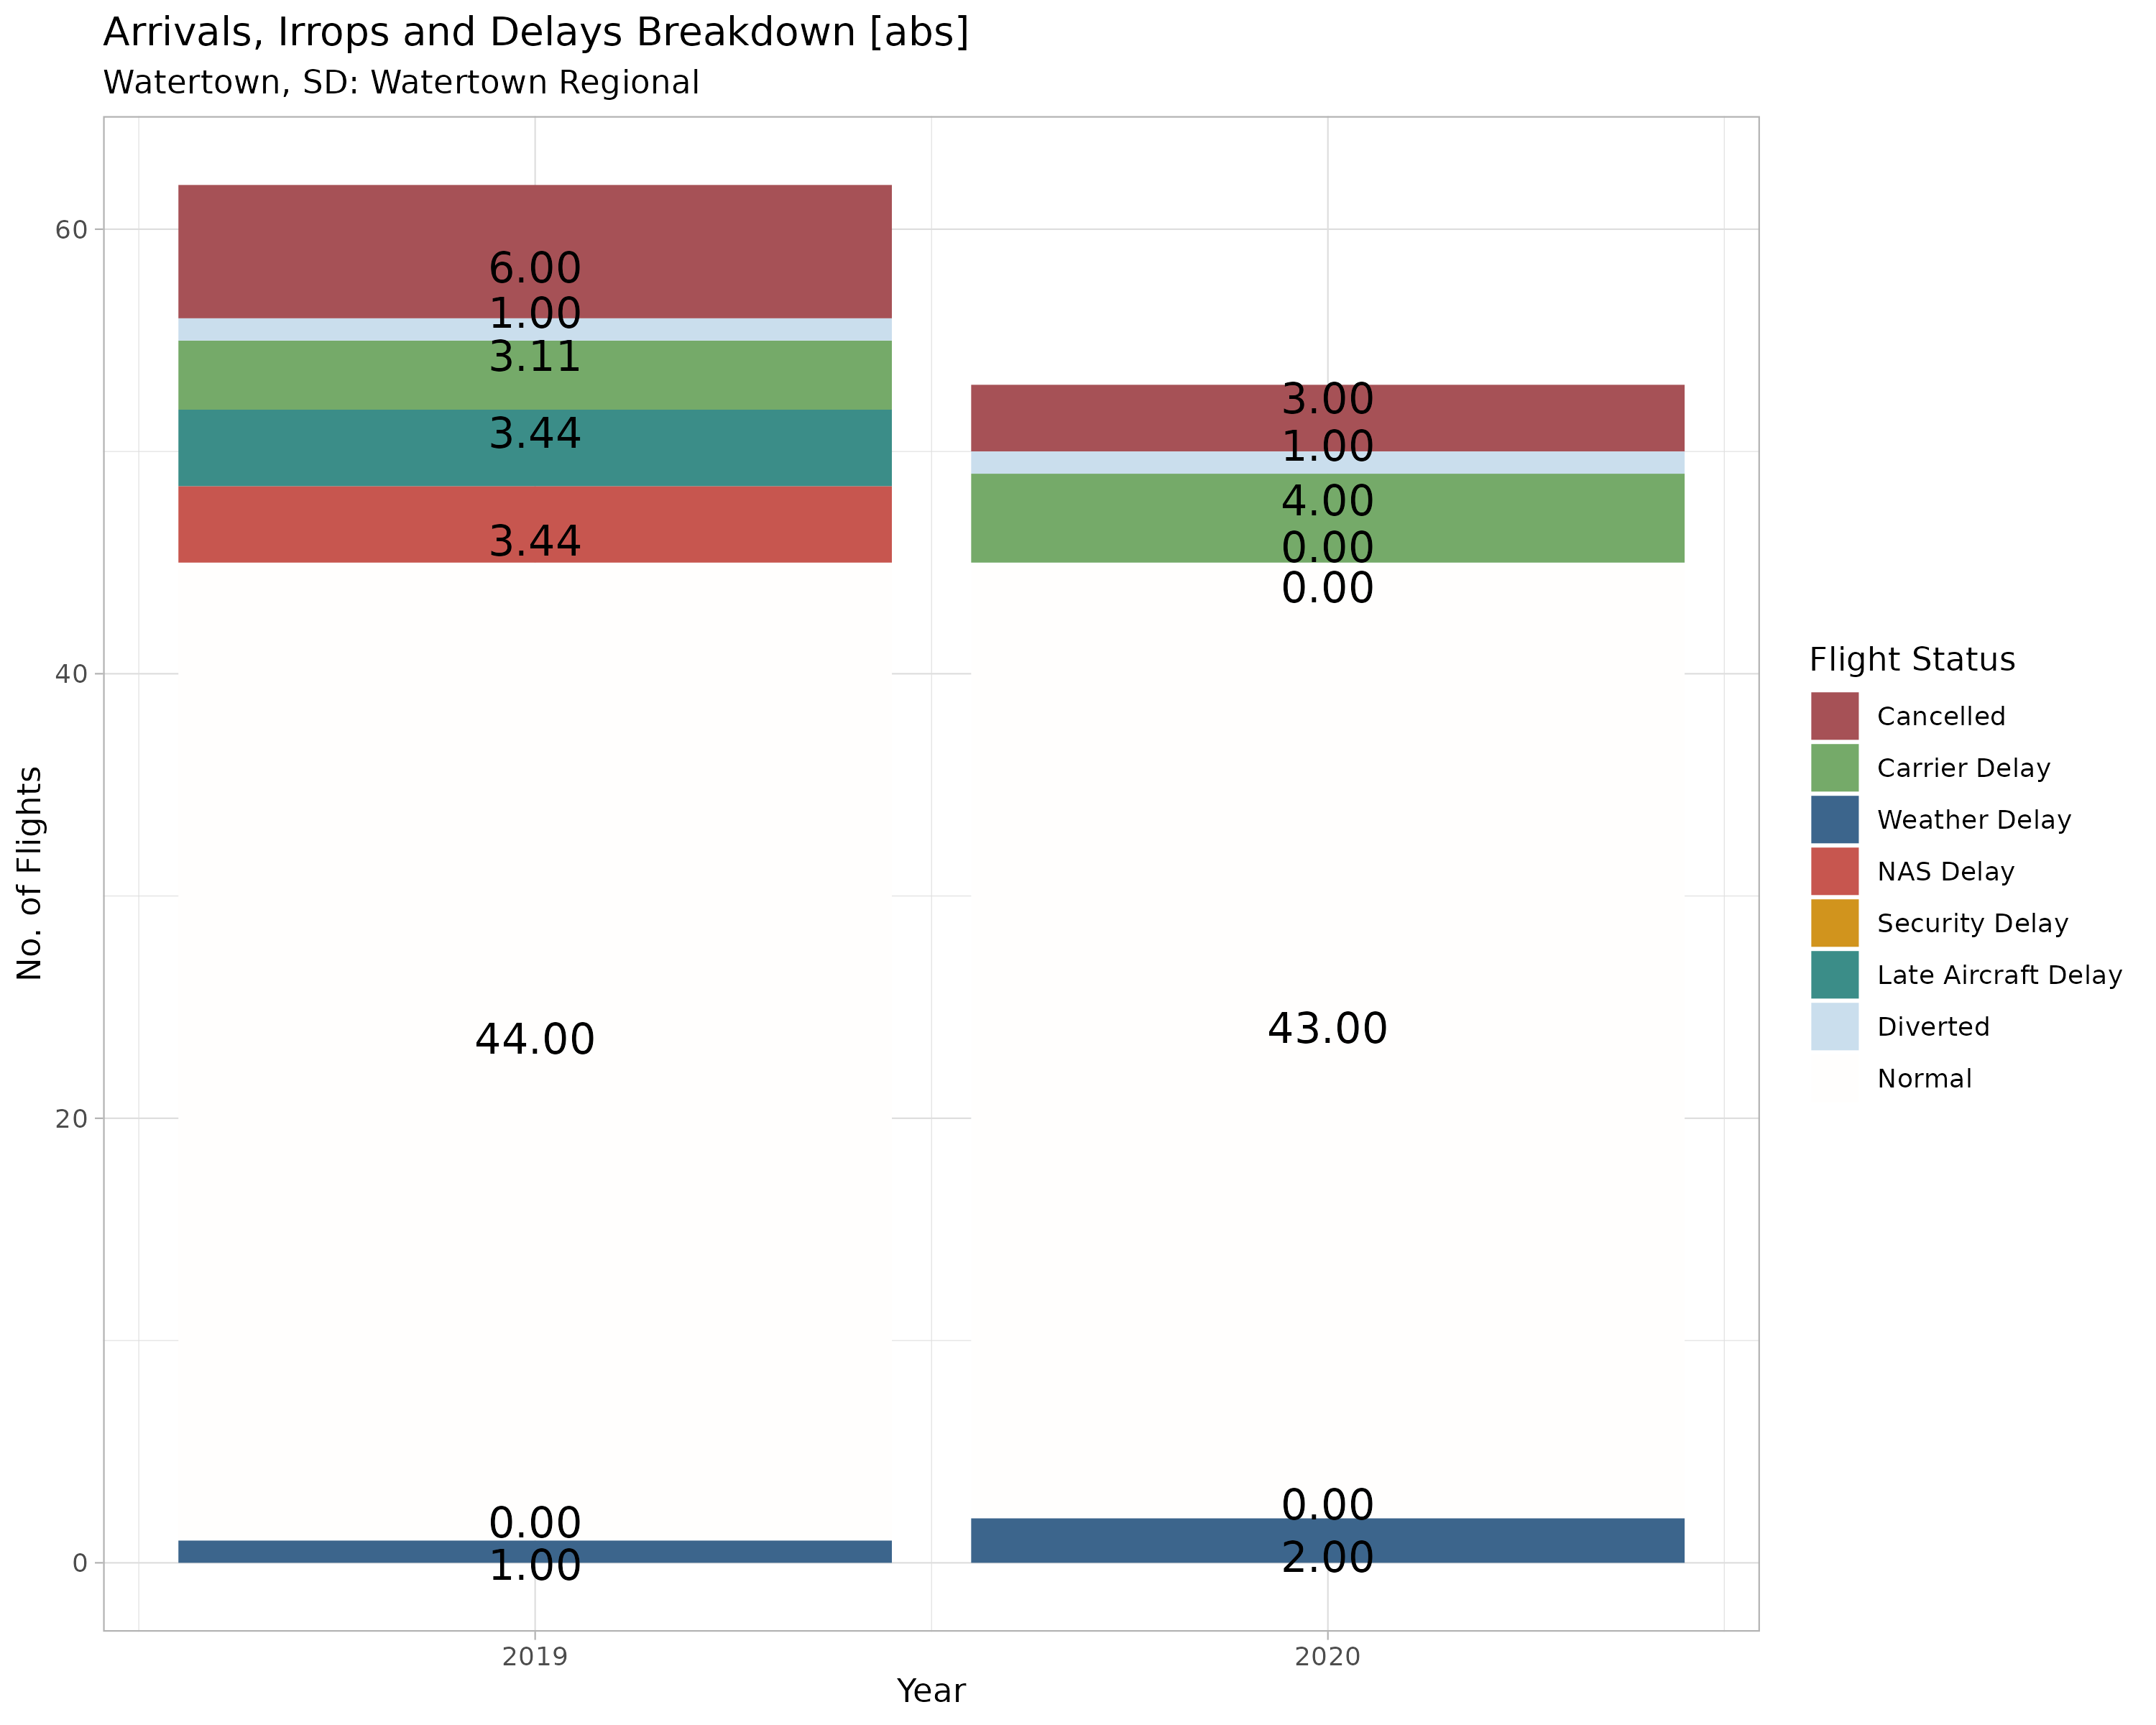 Arrivals, Irrops and Delays Breakdown [abs]
Watertown, SD: Watertown Regional
No. of Flights
60
40
20
0
6.00
1.00
3.11
3.44
3.44
44.00
0.00
1.00
3.00
1.00
4.00
0.00
0.00
43.00
0.00
2.00
2019
2020
Year
Flight Status
Cancelled
Carrier Delay
Weather Delay
NAS Delay
Security Delay
Late Aircraft Delay
Diverted
Normal